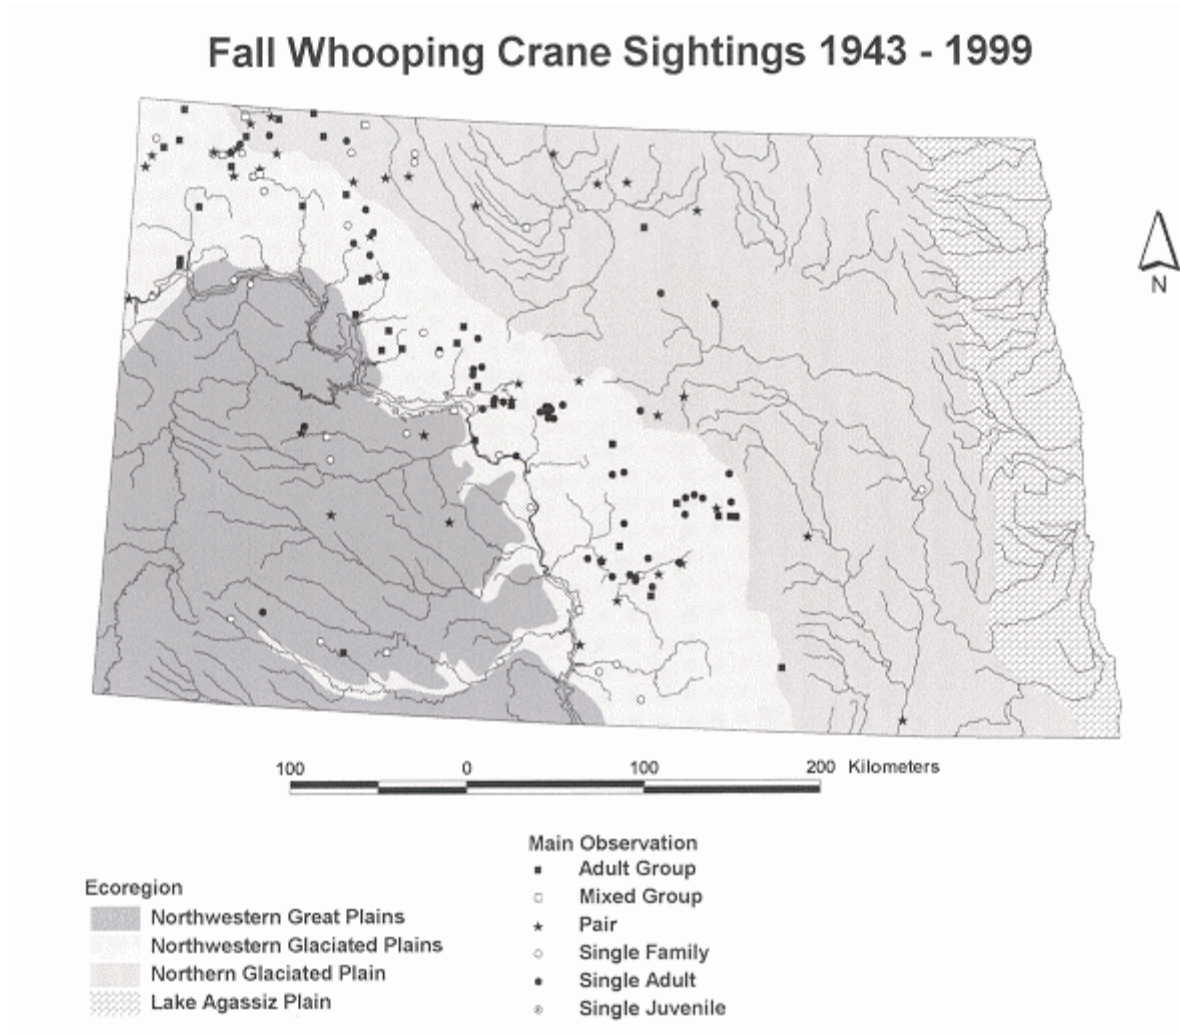 Fall Whooping Crane Sightings 1943 - 1999
N
100 0 100 200 Kilometers
Main Observation
Adult Group
Mixed Group
Pair
Single Family
Single Adult
Single Juvenile
Ecoregion
Northwestern Great Plains
Northwestern Glaciated Plains
Northern Glaciated Plain
Lake Agassiz Plain